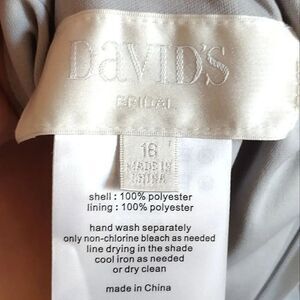 DaVID'S
BRIDAL
16
MADE IN
CHINA
shell : 100% polyester
lining : 100% polyester
hand wash separately
only non-chlorine bleach as needed
line drying in the shade
cool iron as needed
or dry clean
made in China